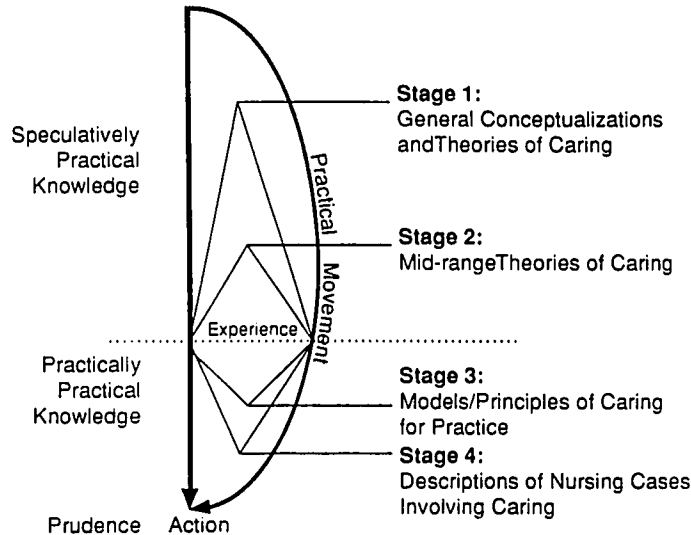 Speculatively
Practical
Knowledge
Stage 1:
General Conceptualizations
andTheories of Caring
Practical Movement
Stage 2:
Mid-rangeTheories of Caring
Experience
Practically
Practical
Knowledge
Stage 3:
Models/Principles of Caring
for Practice
Stage 4:
Descriptions of Nursing Cases
Involving Caring
Prudence Action